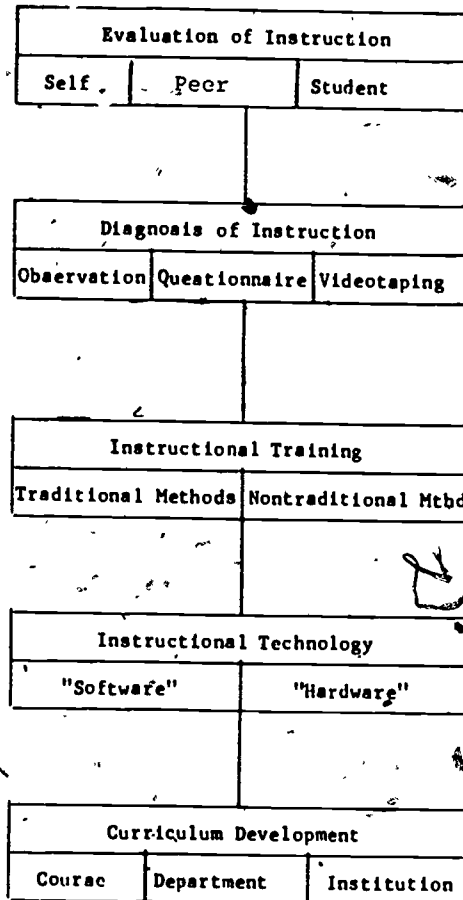 Evaluation of Instruction
Self Peer Student
Diagnoais of Instruction
Obaervation Queationnaire Videotaping
Instructional Training
Traditional Methods Nontraditional Mtbd
Instructional Technology
"Software" "Hardware"
Curriculum Development
Courac Department Institution